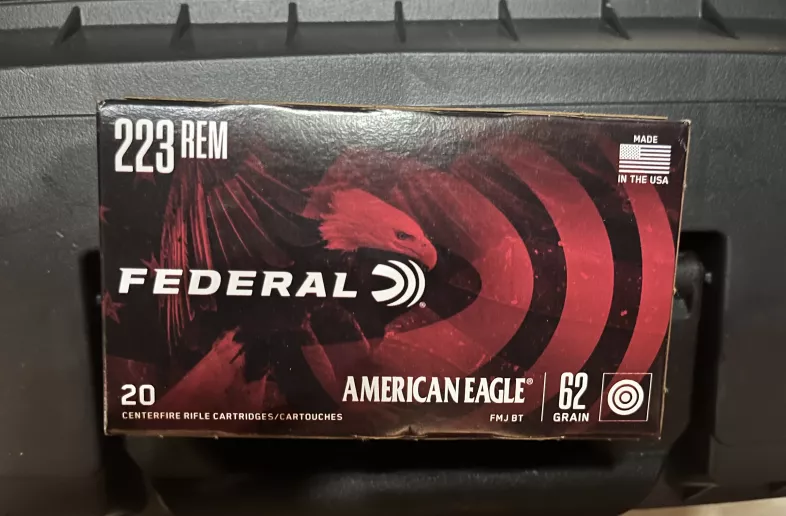 223 REM
MADE
IN THE USA
FEDERAL®
20
CENTERFIRE RIFLE CARTRIDGES/CARTOUCHES
AMERICAN EAGLE®
FMJ BT
62
GRAIN